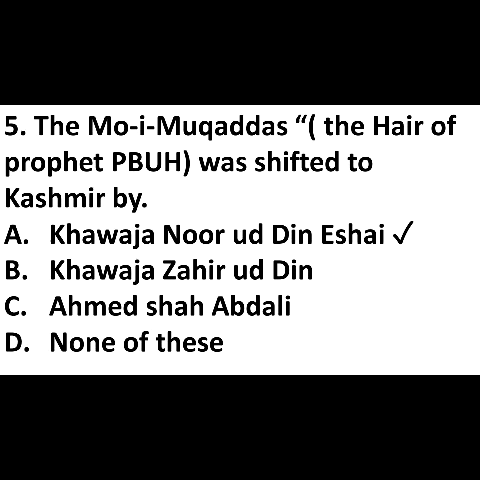 5. The Mo-i-Muqaddas “( the Hair of
prophet PBUH) was shifted to
Kashmir by.
A. Khawaja Noor ud Din Eshai ✓
B. Khawaja Zahir ud Din
C. Ahmed shah Abdali
D. None of these